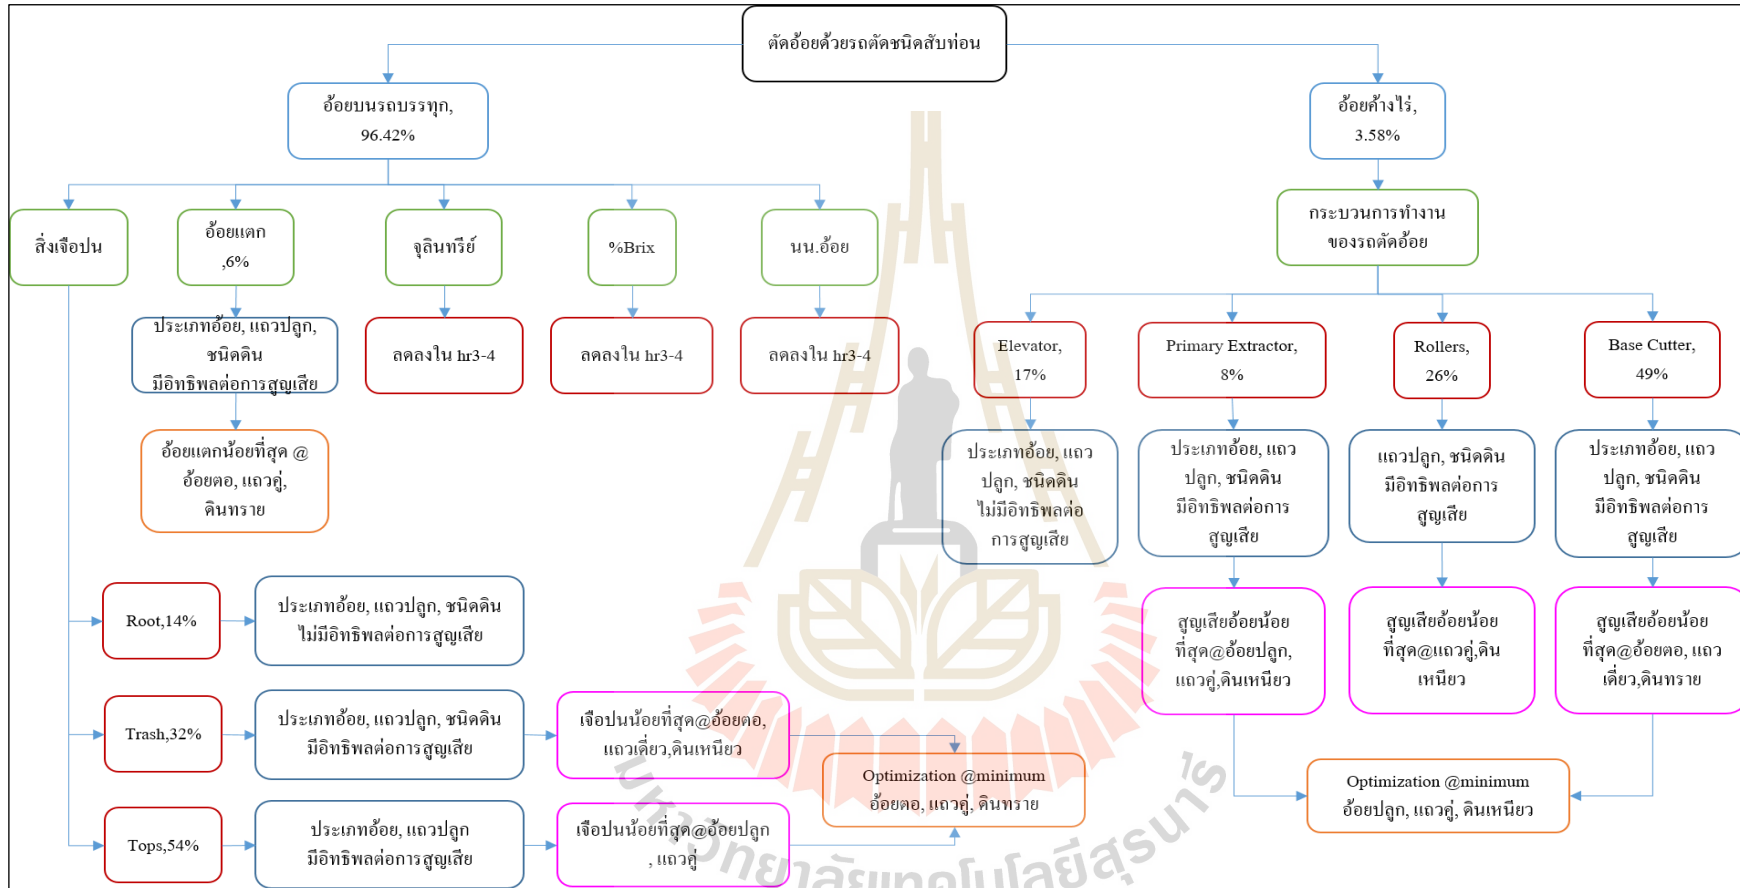 ตัดอ้อยด้วยรถตัดชนิดสับท่อน
อ้อยบนรถบรรทุก,
96.42%
อ้อยค้างไร่,
3.58%
สิ่งเจือปน
อ้อยแตก
,6%
จุลินทรีย์
%Brix
นน.อ้อย
กระบวนการทำงาน
ของรถตัดอ้อย
ประเภทอ้อย, แถวปลูก,
ชนิดดิน
มีอิทธิพลต่อการสูญเสีย
ลดลงใน hr3-4
ลดลงใน hr3-4
ลดลงใน hr3-4
Elevator,
17%
Primary Extractor,
8%
Rollers,
26%
Base Cutter,
49%
อ้อยแตกน้อยที่สุด @
อ้อยตอ, แถวคู่,
ดินทราย
ประเภทอ้อย, แถว
ปลูก, ชนิดดิน
ไม่มีอิทธิพลต่อ
การสูญเสีย
ประเภทอ้อย, แถว
ปลูก, ชนิดดิน
มีอิทธิพลต่อการ
สูญเสีย
แถวปลูก, ชนิดดิน
มีอิทธิพลต่อการ
สูญเสีย
ประเภทอ้อย, แถว
ปลูก, ชนิดดิน
มีอิทธิพลต่อการ
สูญเสีย
Root,14%
ประเภทอ้อย, แถวปลูก, ชนิดดิน
ไม่มีอิทธิพลต่อการสูญเสีย
สูญเสียอ้อยน้อย
ที่สุด@อ้อยปลูก,
แถวคู่,ดินเหนียว
สูญเสียอ้อยน้อย
ที่สุด@แถวคู่,ดิน
เหนียว
สูญเสียอ้อยน้อย
ที่สุด@อ้อยตอ, แถว
เดี่ยว,ดินทราย
Trash,32%
ประเภทอ้อย, แถวปลูก, ชนิดดิน
มีอิทธิพลต่อการสูญเสีย
เจือปนน้อยที่สุด@อ้อยตอ,
แถวเดี่ยว,ดินเหนียว
Optimization @minimum
อ้อยตอ, แถวคู่, ดินทราย
Optimization @minimum
อ้อยปลูก, แถวคู่, ดินเหนียว
Tops,54%
ประเภทอ้อย, แถวปลูก
มีอิทธิพลต่อการสูญเสีย
เจือปนน้อยที่สุด@อ้อยปลูก
, แถวคู่
มหาวิทยาลัยเทคโนโลยีสุรนารี